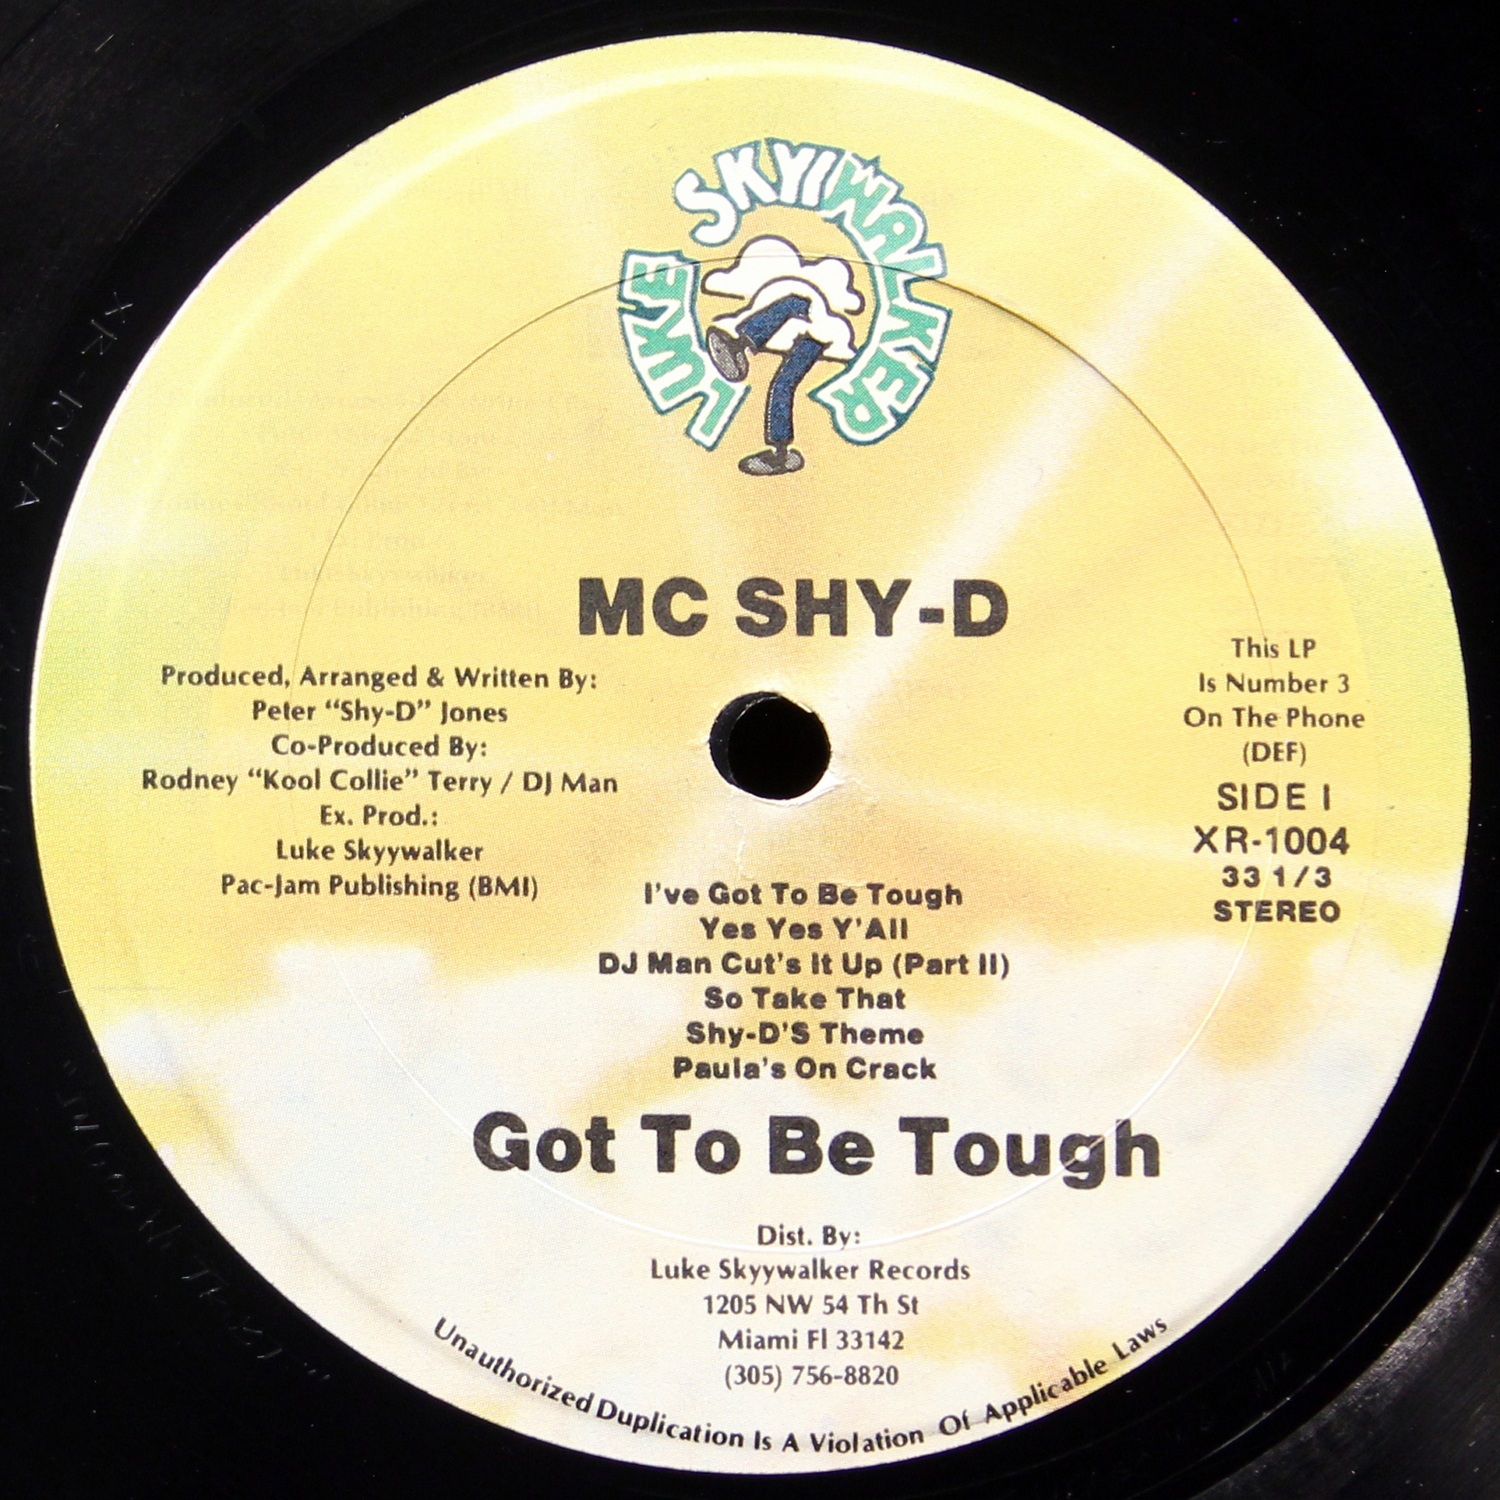 LUKE SKYYWALKER
MC SHY-D
Produced, Arranged & Written By:
Peter “Shy-D” Jones
Co-Produced By:
Rodney “Kool Collie” Terry / DJ Man
Ex. Prod.:
Luke Skyywalker
Pac-Jam Publishing (BMI)
This LP
Is Number 3
On The Phone
(DEF)
SIDE I
XR-1004
33 1/3
STEREO
I've Got To Be Tough
Yes Yes Y'All
DJ Man Cut's It Up (Part II)
So Take That
Shy-D'S Theme
Paula's On Crack
Got To Be Tough
Dist. By:
Luke Skyywalker Records
1205 NW 54 Th St
Miami Fl 33142
(305) 756-8820
Unauthorized Duplication Is A Violation Of Applicable Laws